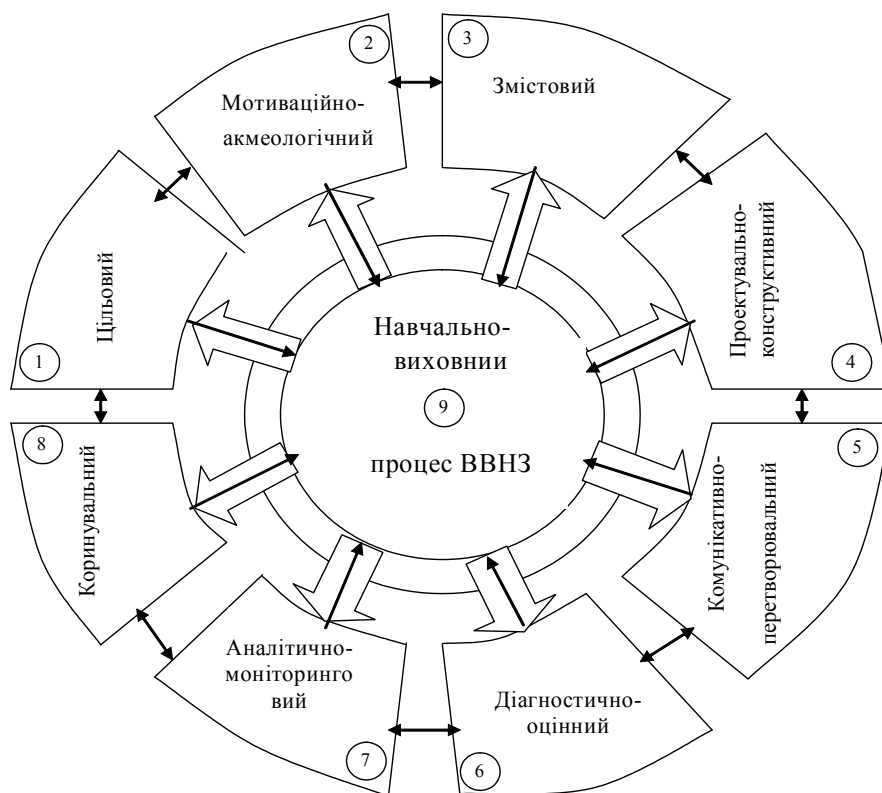 2
Мотиваційно-
акмеологічний
3
Змістовий
Проектувально-
конструктивний
4
Цільовий
1
Навчально-
виховний
9
процес ВВНЗ
8
Коринувальний
5
Комунікативно-
перетворювальний
Аналітично-
моніторинго
вий
7
Діагностично-
оцінний
6